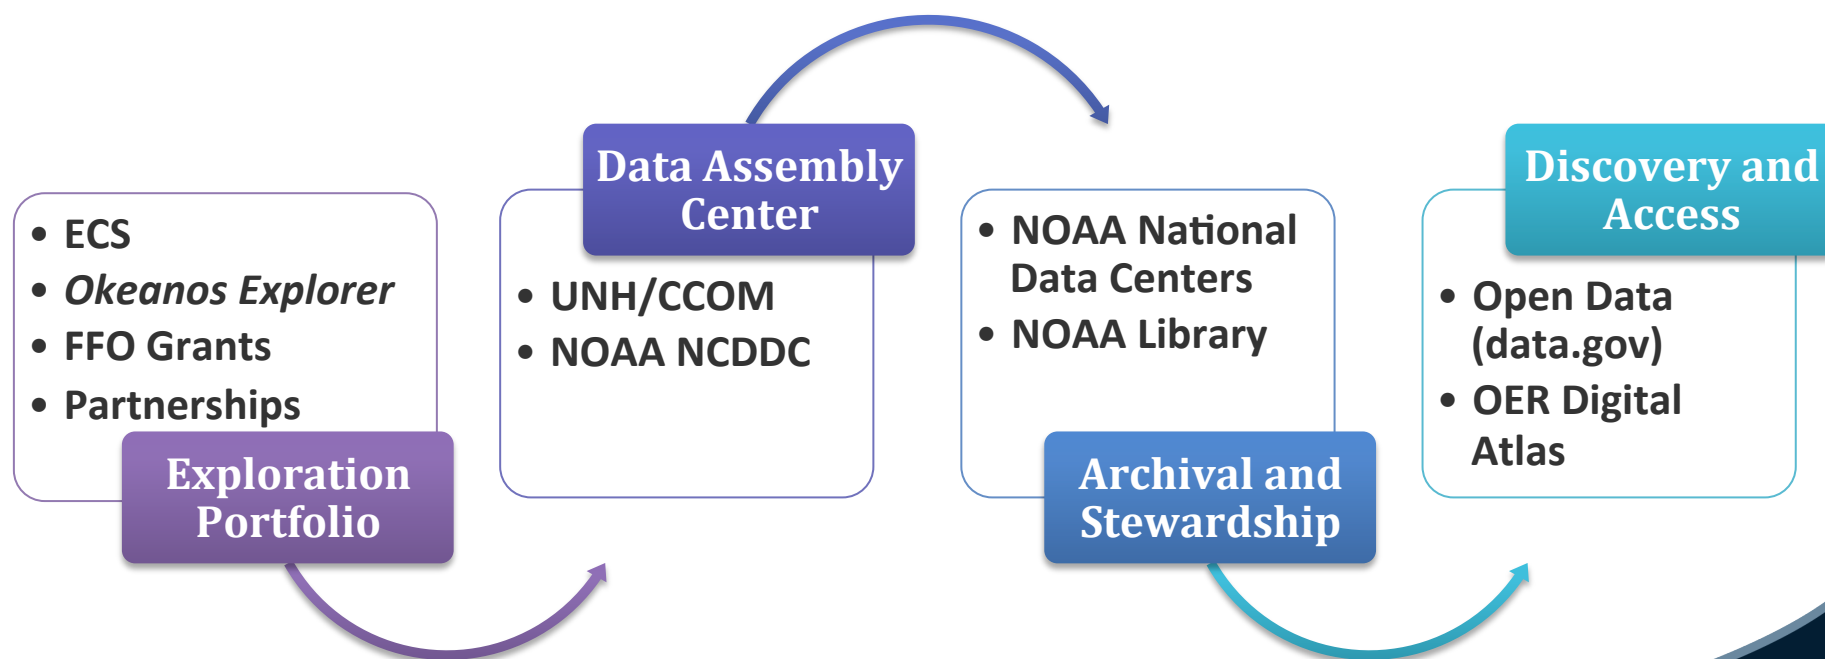 • ECS
• Okeanos Explorer
• FFO Grants
• Partnerships
Exploration
Portfolio
Data Assembly
Center
• UNH/CCOM
• NOAA NCDDC
• NOAA National
Data Centers
• NOAA Library
Archival and
Stewardship
Discovery and
Access
• Open Data
(data.gov)
• OER Digital
Atlas